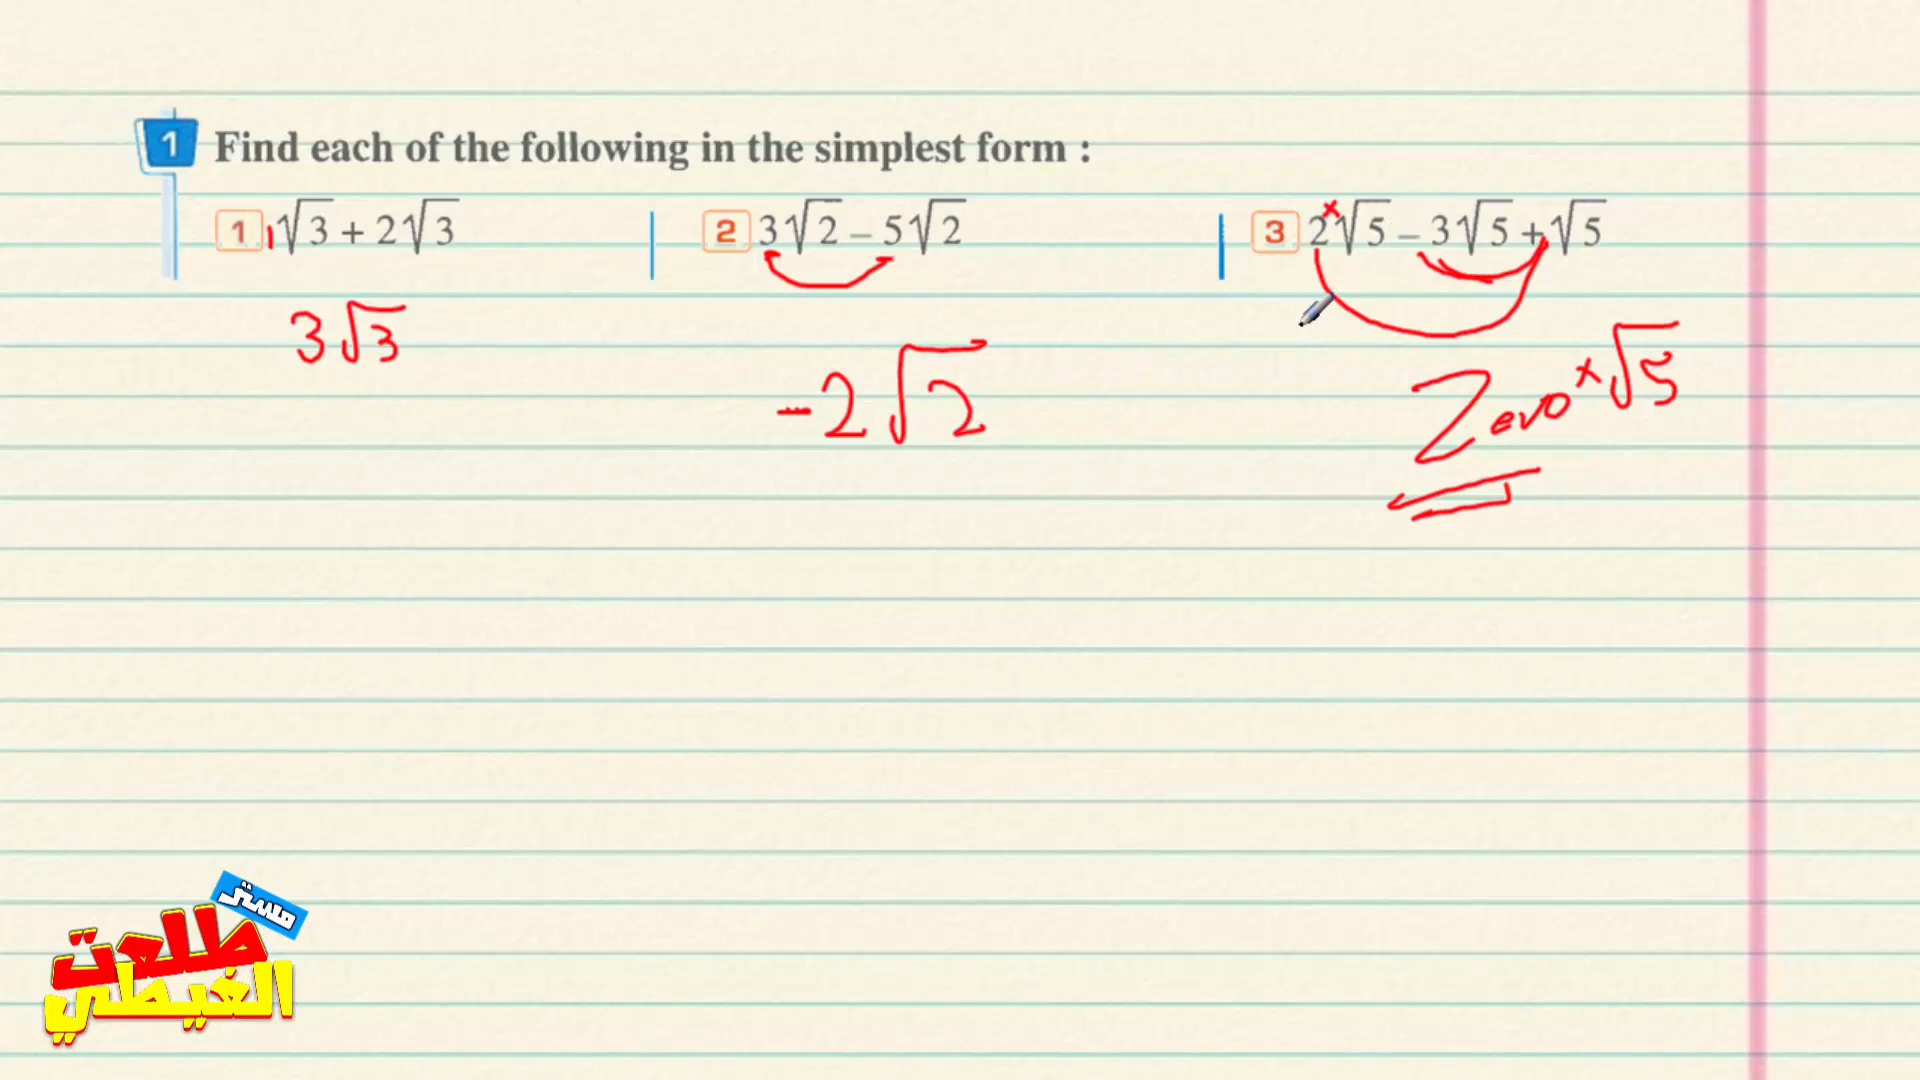 1 Find each of the following in the simplest form :
1 1√3 + 2√3
2 3√2 – 5√2
3 2×√5 – 3√5 + √5
3√3
-2√2
Zero × √5
مستر
طلعت
الغيطي